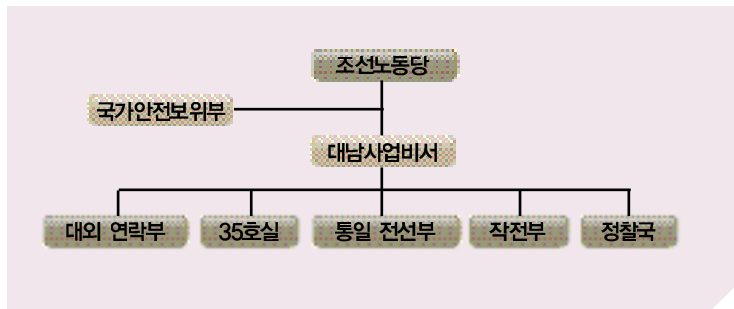 조선노동당
국가안전보위부
대남사업비서
대외 연락부
35호실
통일 전선부
작전부
정찰국